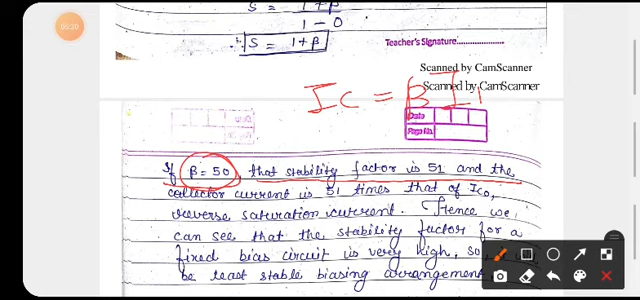 05:20
S = 1+β
1 - 0
∴ S = 1+β
Teacher's Signature
Scanned by CamScanner
Scanned by CamScanner
IC = β I
Date
Page No.
If β = 50, that stability factor is 51 and the
collector current is 51 times that of Ico,
reverse saturation current. Hence we
can see that the stability factor for a
fixed bias circuit is very high, so
be least stable biasing arrangement